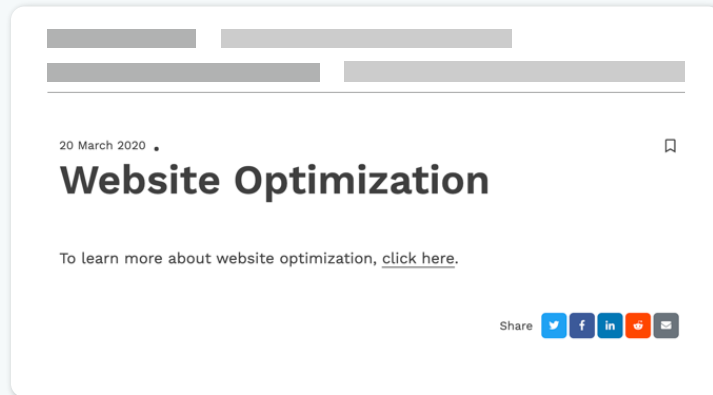 20 March 2020 •
Website Optimization
To learn more about website optimization, click here.
Share